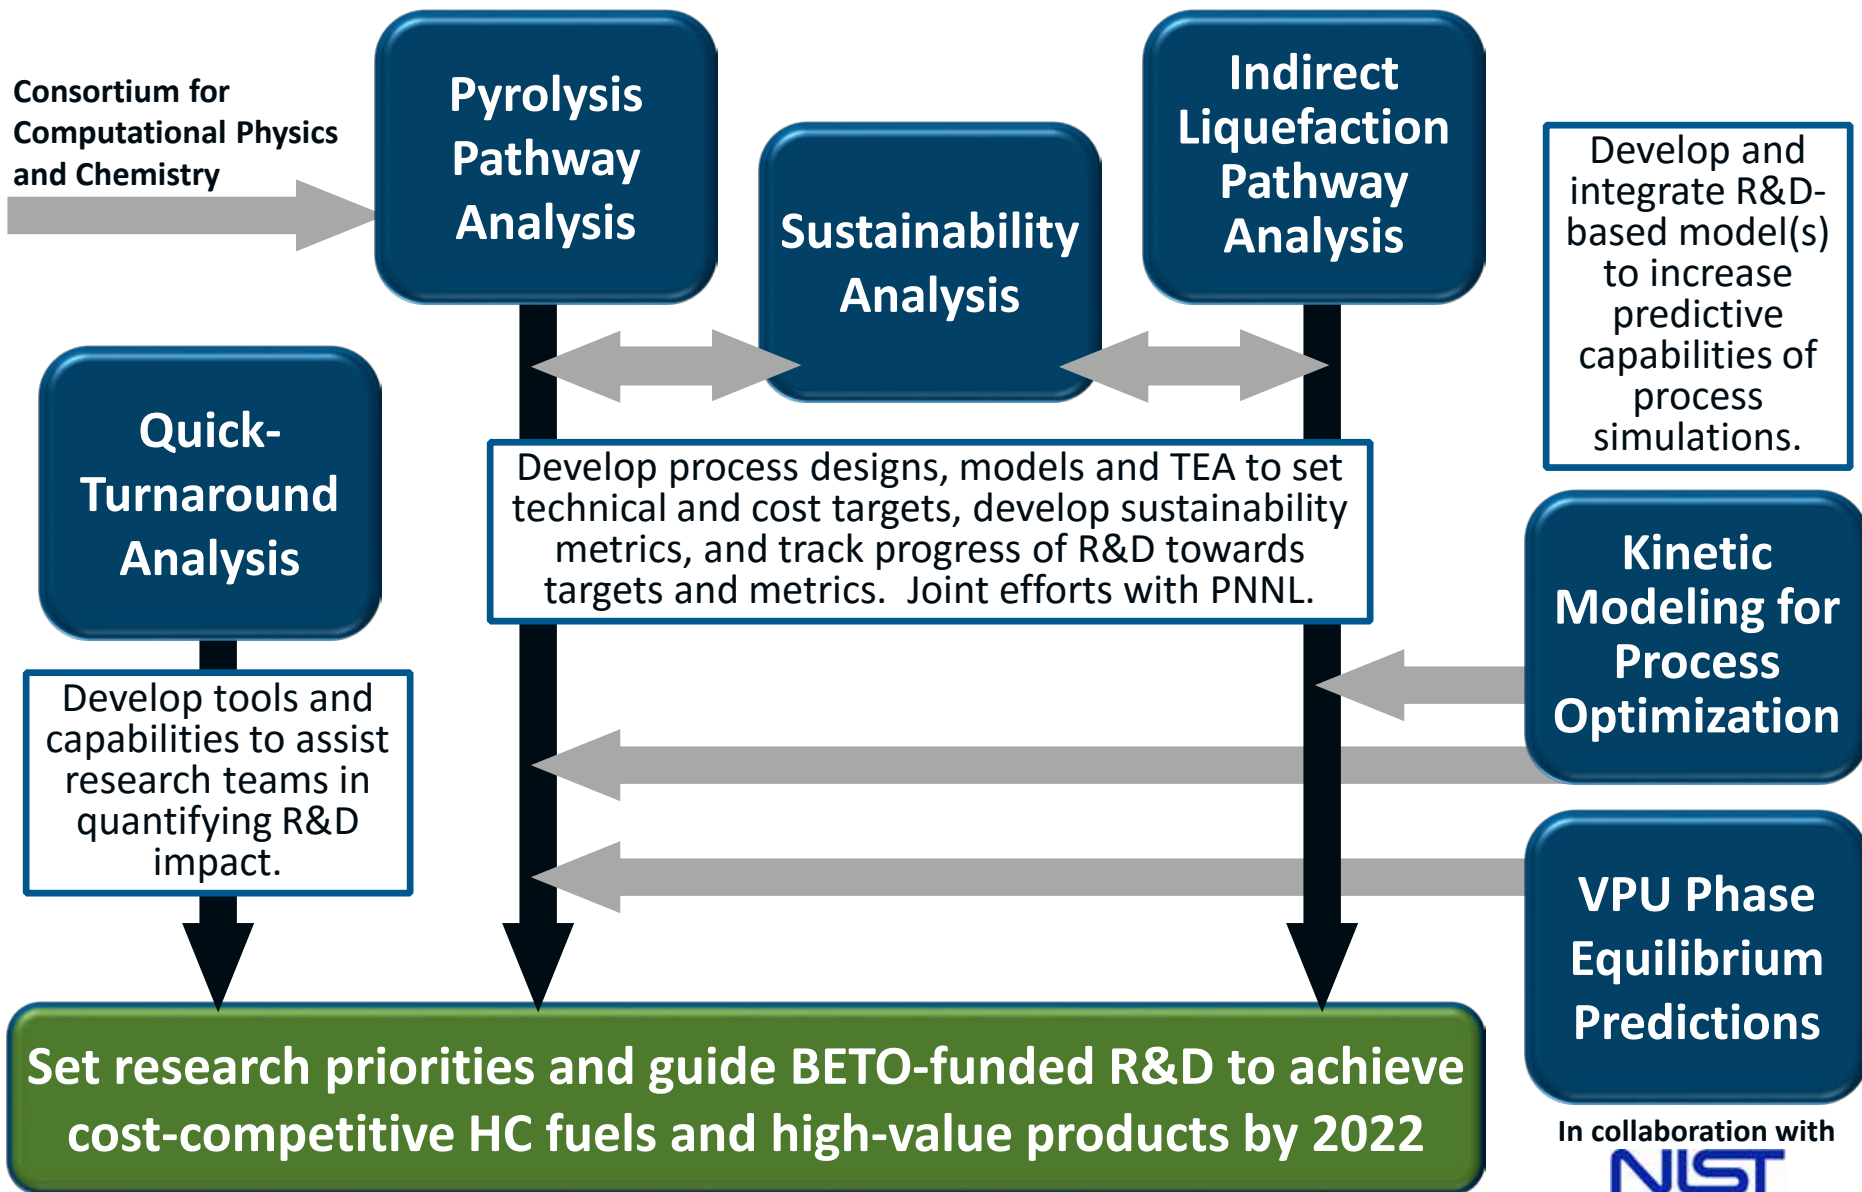 Consortium for
Computational Physics
and Chemistry
Pyrolysis
Pathway
Analysis
Sustainability
Analysis
Indirect
Liquefaction
Pathway
Analysis
Develop and
integrate R&D-
based model(s)
to increase
predictive
capabilities of
process
simulations.
Quick-
Turnaround
Analysis
Develop process designs, models and TEA to set
technical and cost targets, develop sustainability
metrics, and track progress of R&D towards
targets and metrics.  Joint efforts with PNNL.
Kinetic
Modeling for
Process
Optimization
Develop tools and
capabilities to assist
research teams in
quantifying R&D
impact.
VPU Phase
Equilibrium
Predictions
Set research priorities and guide BETO-funded R&D to achieve
cost-competitive HC fuels and high-value products by 2022
In collaboration with
NIST